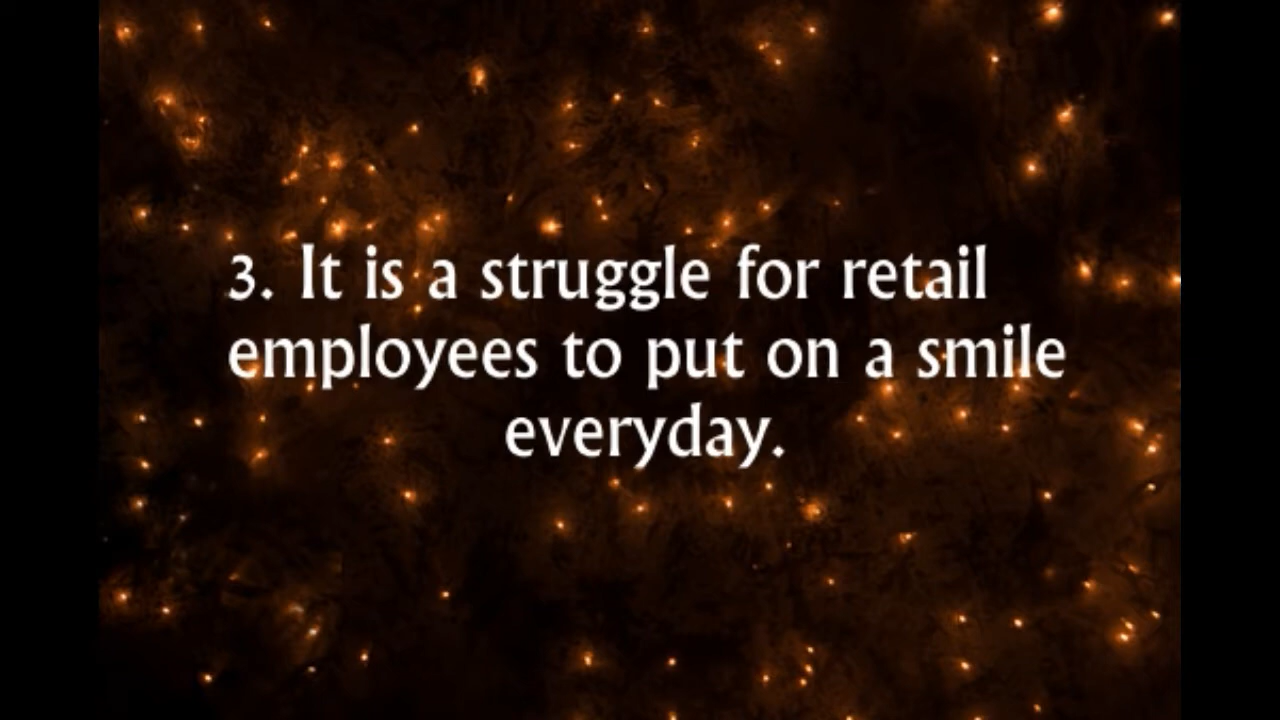 3. It is a struggle for retail
employees to put on a smile
everyday.